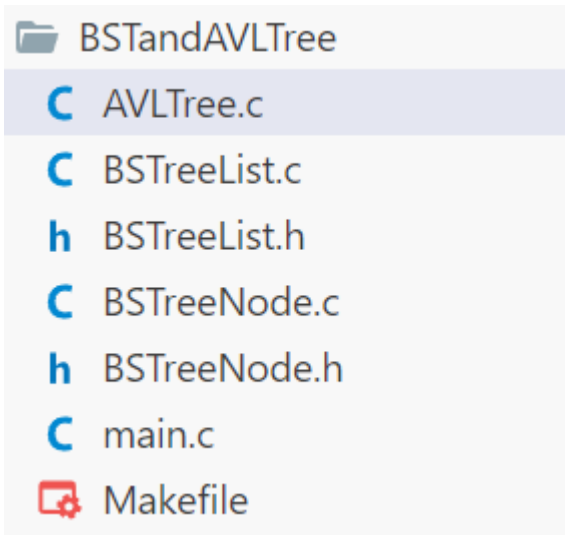 BSTandAVLTree
C AVLTree.c
C BSTreeList.c
h BSTreeList.h
C BSTreeNode.c
h BSTreeNode.h
C main.c
Makefile